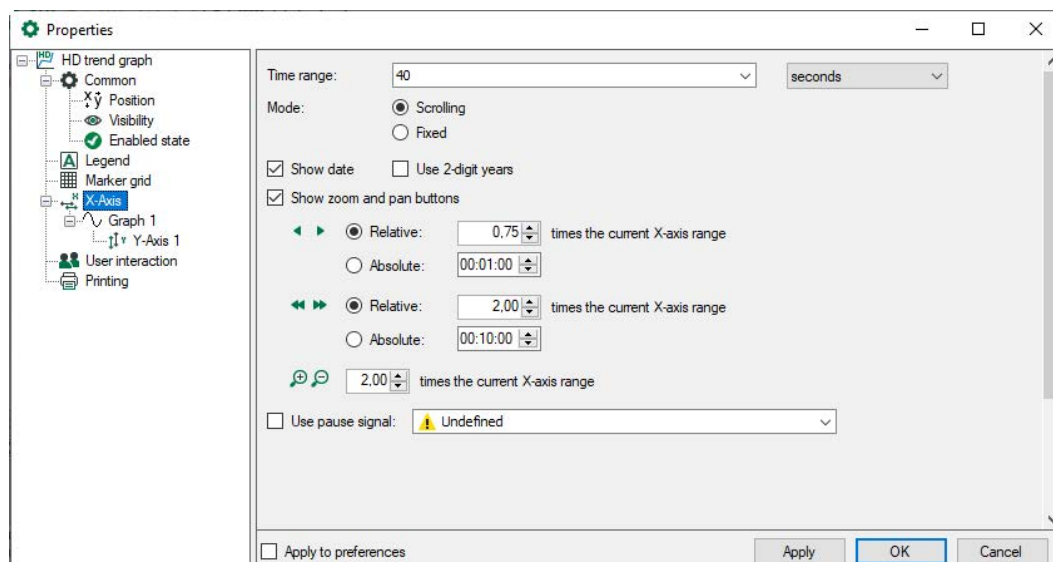 Properties
HD HD trend graph
Common
Position
Visibility
Enabled state
A Legend
Marker grid
X X-Axis
Graph 1
Y Y-Axis 1
User interaction
Printing
Time range: 40 seconds
Mode: Scrolling
Fixed
Show date Use 2-digit years
Show zoom and pan buttons
Relative: 0,75 times the current X-axis range
Absolute: 00:01:00
Relative: 2,00 times the current X-axis range
Absolute: 00:10:00
2,00 times the current X-axis range
Use pause signal: Undefined
Apply to preferences Apply OK Cancel